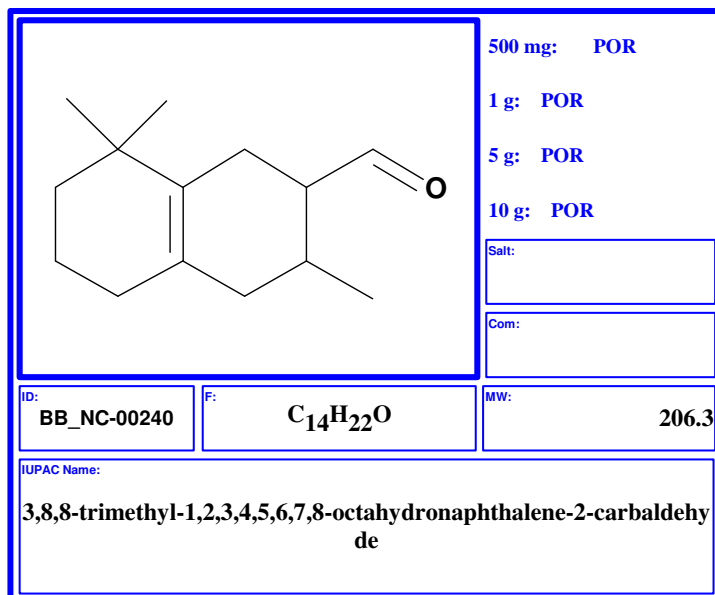 O
500 mg: POR
1 g: POR
5 g: POR
10 g: POR
Salt:
Com:
ID:
BB_NC-00240
F:
C14H22O
MW:
206.3
IUPAC Name:
3,8,8-trimethyl-1,2,3,4,5,6,7,8-octahydronaphthalene-2-carbaldehy
de